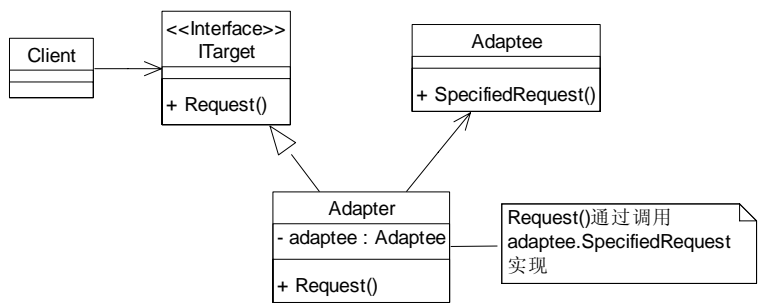 Client
<<Interface>>
ITarget
+ Request()
Adaptee
+ SpecifiedRequest()
Adapter
- adaptee : Adaptee
+ Request()
Request()通过调用
adaptee.SpecifiedRequest
实现